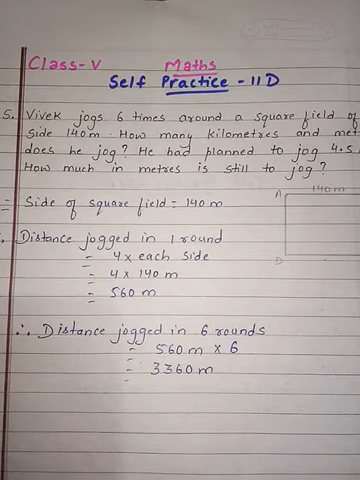 Class-V Maths
Self Practice - 11D
5. Vivek jogs 6 times around a square field of
side 140m. How many kilometres and met
does he jog? He had planned to jog 4.5
How much in metres is still to jog?
= Side of square field = 140 m
140m
A
∴ Distance jogged in 1 round
= 4 x each side
D
= 4 x 140 m
= 560 m
∴ Distance jogged in 6 rounds
= 560 m x 6
= 3360 m
=